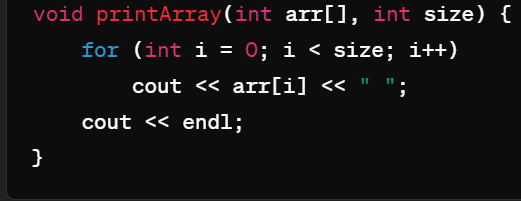 void printArray(int arr[], int size) {
    for (int i = 0; i < size; i++)
        cout << arr[i] << " ";
    cout << endl;
}